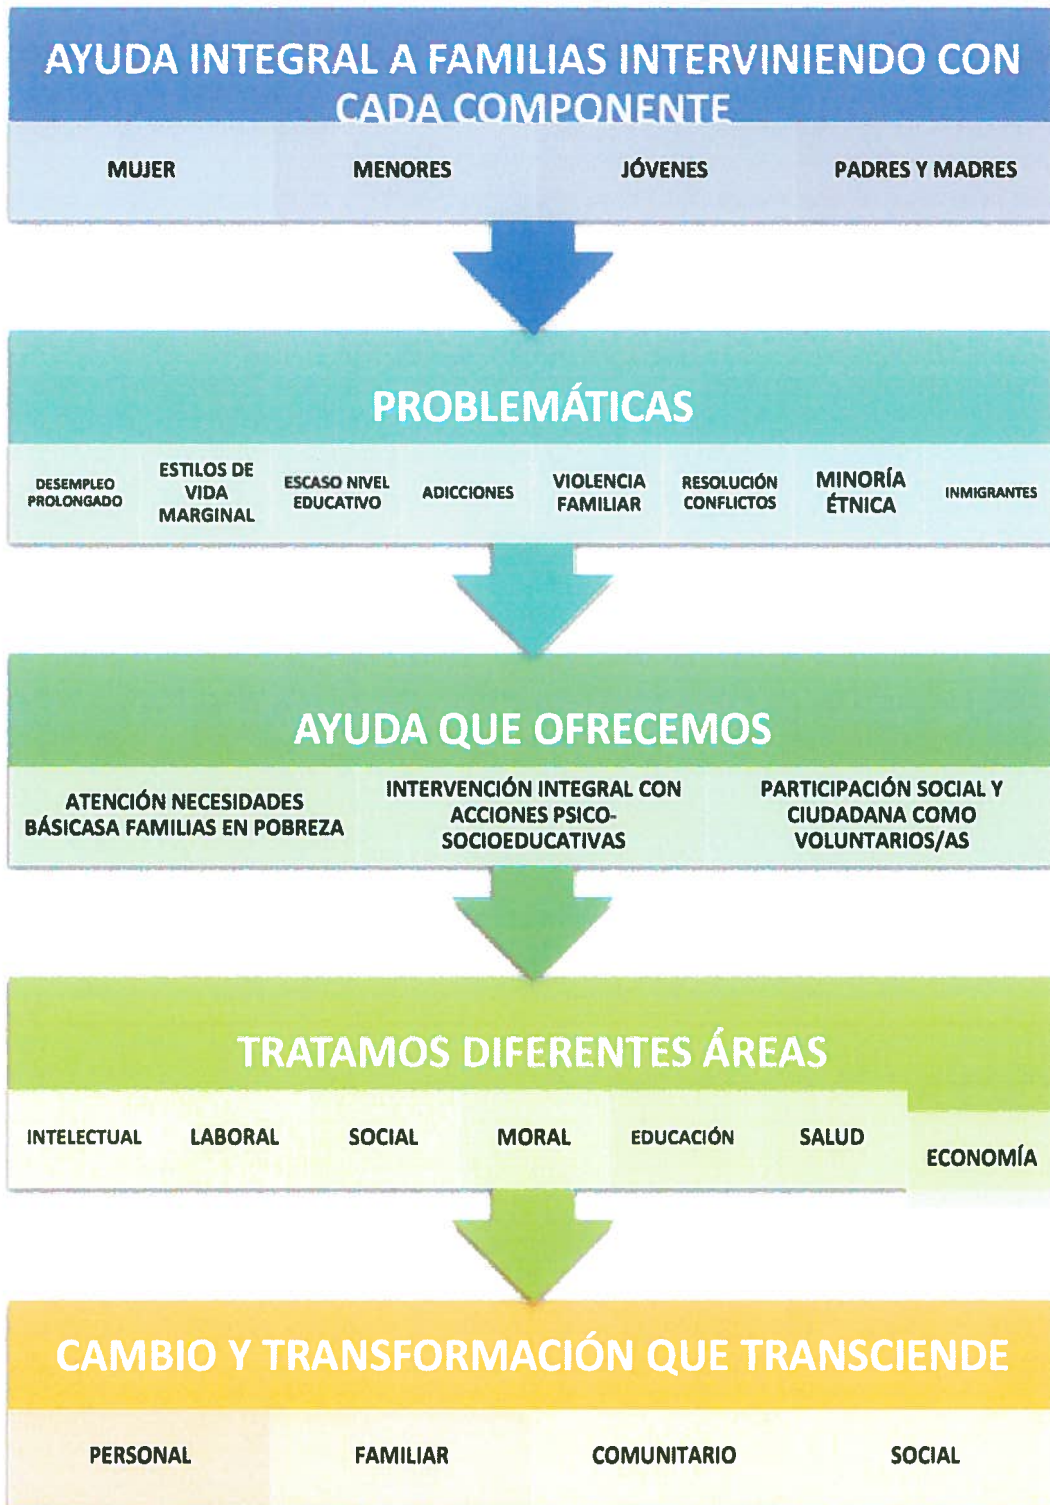 AYUDA INTEGRAL A FAMILIAS INTERVINIENDO CON
CADA COMPONENTE
MUJER
MENORES
JÓVENES
PADRES Y MADRES
PROBLEMÁTICAS
DESEMPLEO
PROLONGADO
ESTILOS DE
VIDA
MARGINAL
ESCASO NIVEL
EDUCATIVO
ADICCIONES
VIOLENCIA
FAMILIAR
RESOLUCIÓN
CONFLICTOS
MINORÍA
ÉTNICA
INMIGRANTES
AYUDA QUE OFRECEMOS
ATENCIÓN NECESIDADES
BÁSICASA FAMILIAS EN POBREZA
INTERVENCIÓN INTEGRAL CON
ACCIONES PSICO-
SOCIOEDUCATIVAS
PARTICIPACIÓN SOCIAL Y
CIUDADANA COMO
VOLUNTARIOS/AS
TRATAMOS DIFERENTES ÁREAS
INTELECTUAL
LABORAL
SOCIAL
MORAL
EDUCACIÓN
SALUD
ECONOMÍA
CAMBIO Y TRANSFORMACIÓN QUE TRANSCIENDE
PERSONAL
FAMILIAR
COMUNITARIO
SOCIAL